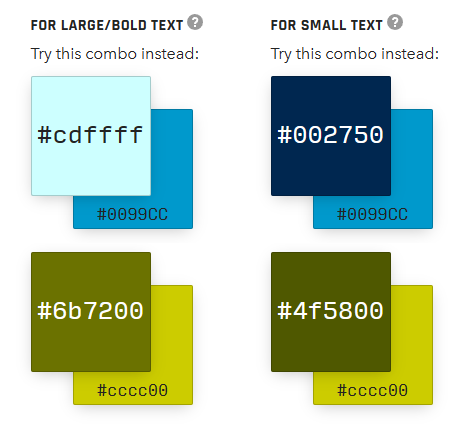 FOR LARGE/BOLD TEXT ?
Try this combo instead:
#cdffff
#0099CC
#6b7200
#cccc00
FOR SMALL TEXT ?
Try this combo instead:
#002750
#0099CC
#4f5800
#cccc00